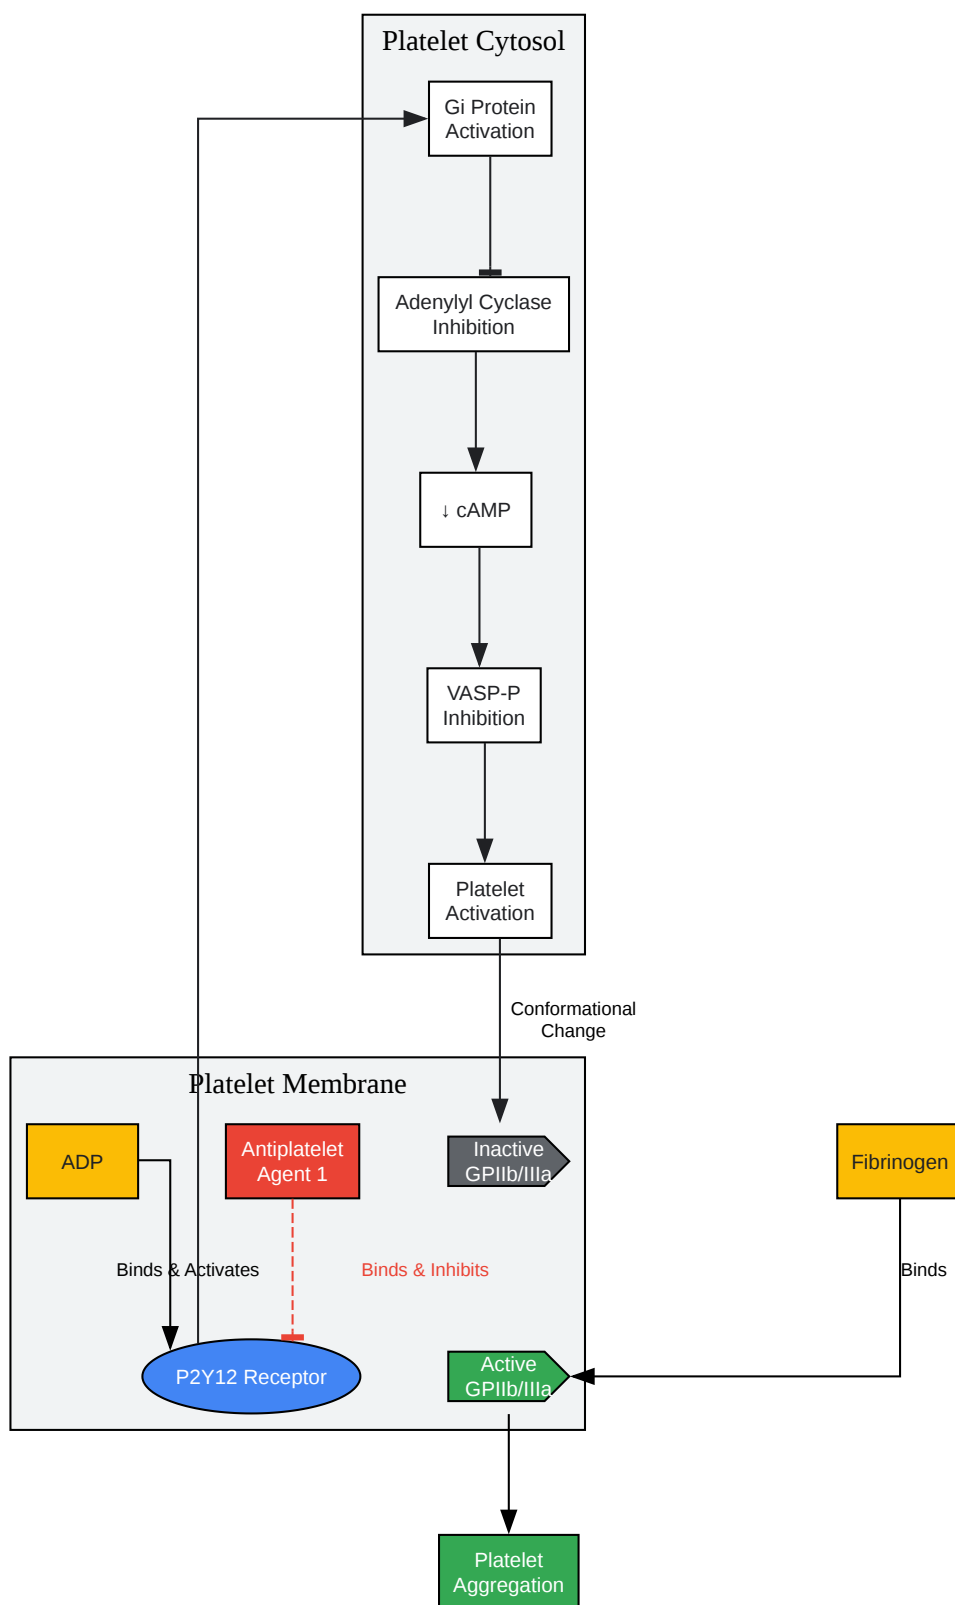 Platelet Cytosol
Gi Protein
Activation
Adenylyl Cyclase
Inhibition
↓ cAMP
VASP-P
Inhibition
Platelet
Activation
Conformational
Change
Platelet Membrane
ADP
Antiplatelet
Agent 1
Inactive
GPIIb/IIIa
Fibrinogen
Binds & Activates
Binds & Inhibits
Binds
P2Y12 Receptor
Active
GPIIb/IIIa
Platelet
Aggregation